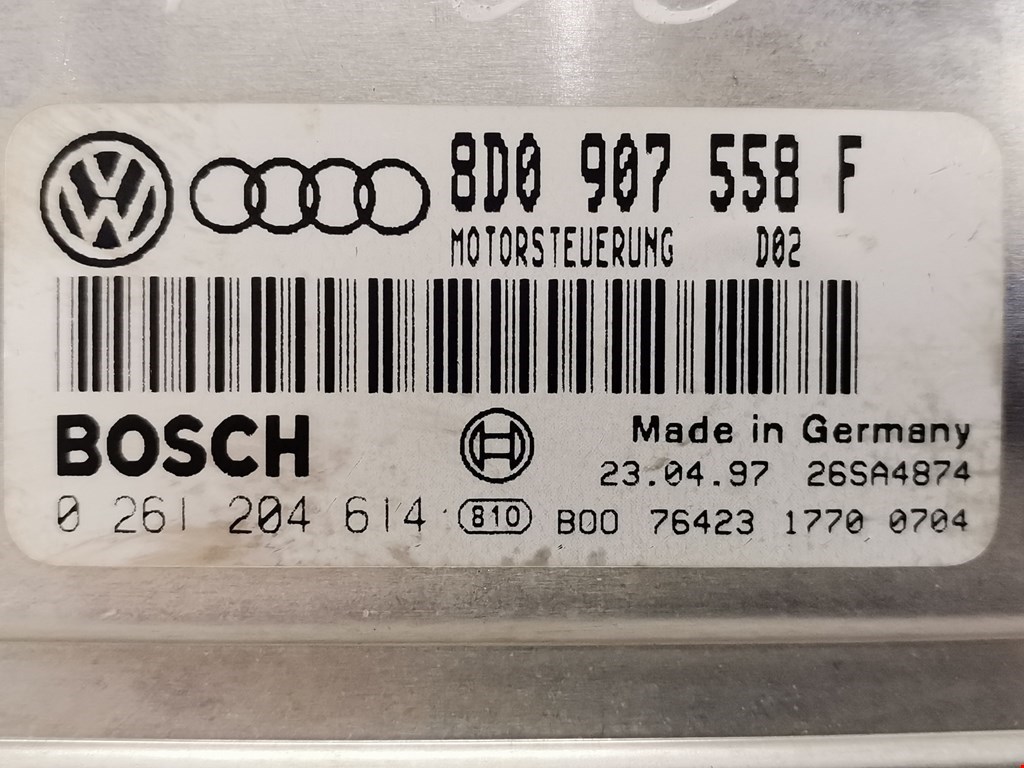 8D0 907 558 F
MOTORSTEUERUNG D02
BOSCH
Made in Germany
23.04.97 26SA4874
0 261 204 614 810 B00 76423 1770 0704